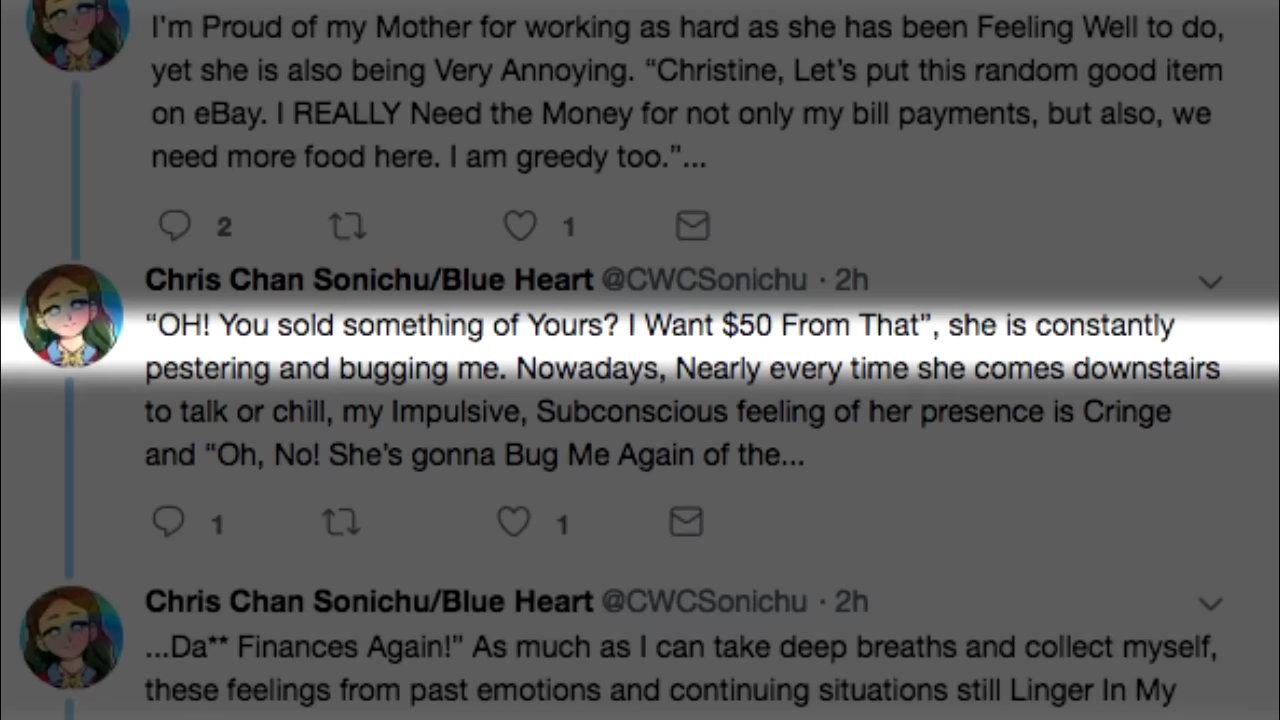 I'm Proud of my Mother for working as hard as she has been Feeling Well to do,
yet she is also being Very Annoying. “Christine, Let’s put this random good item
on eBay. I REALLY Need the Money for not only my bill payments, but also, we
need more food here. I am greedy too.”...
2 1
Chris Chan Sonichu/Blue Heart @CWCSonichu · 2h
“OH! You sold something of Yours? I Want $50 From That”, she is constantly
pestering and bugging me. Nowadays, Nearly every time she comes downstairs
to talk or chill, my Impulsive, Subconscious feeling of her presence is Cringe
and “Oh, No! She’s gonna Bug Me Again of the...
1 1
Chris Chan Sonichu/Blue Heart @CWCSonichu · 2h
...Da** Finances Again!” As much as I can take deep breaths and collect myself,
these feelings from past emotions and continuing situations still Linger In My